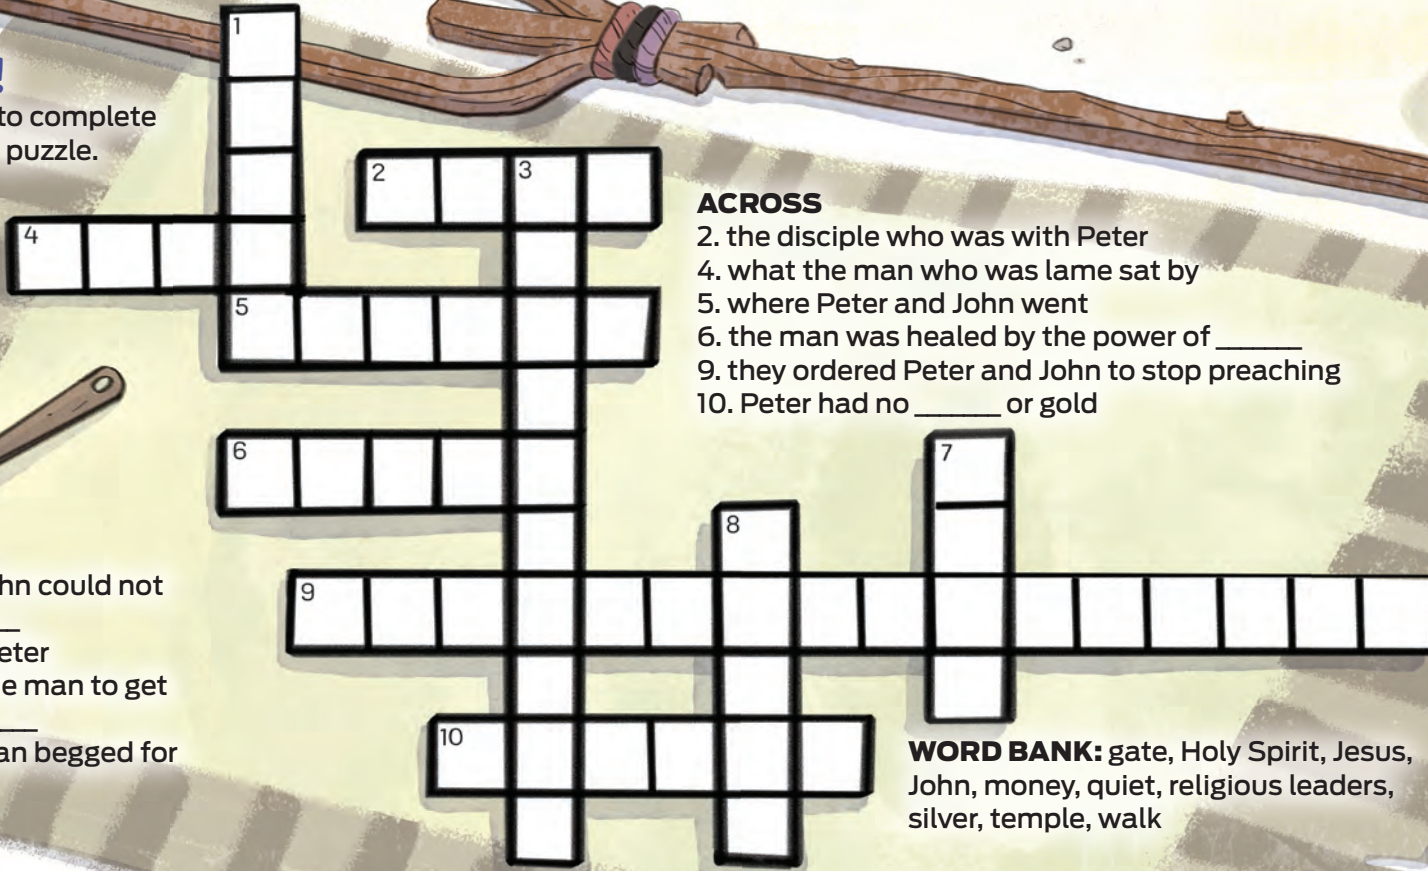 !
to complete
puzzle.
1
2
3
4
5
6
7
8
9
10
ACROSS
2. the disciple who was with Peter
4. what the man who was lame sat by
5. where Peter and John went
6. the man was healed by the power of _______
9. they ordered Peter and John to stop preaching
10. Peter had no _______ or gold
hn could not
__
eter
e man to get
___
an begged for
WORD BANK: gate, Holy Spirit, Jesus,
John, money, quiet, religious leaders,
silver, temple, walk